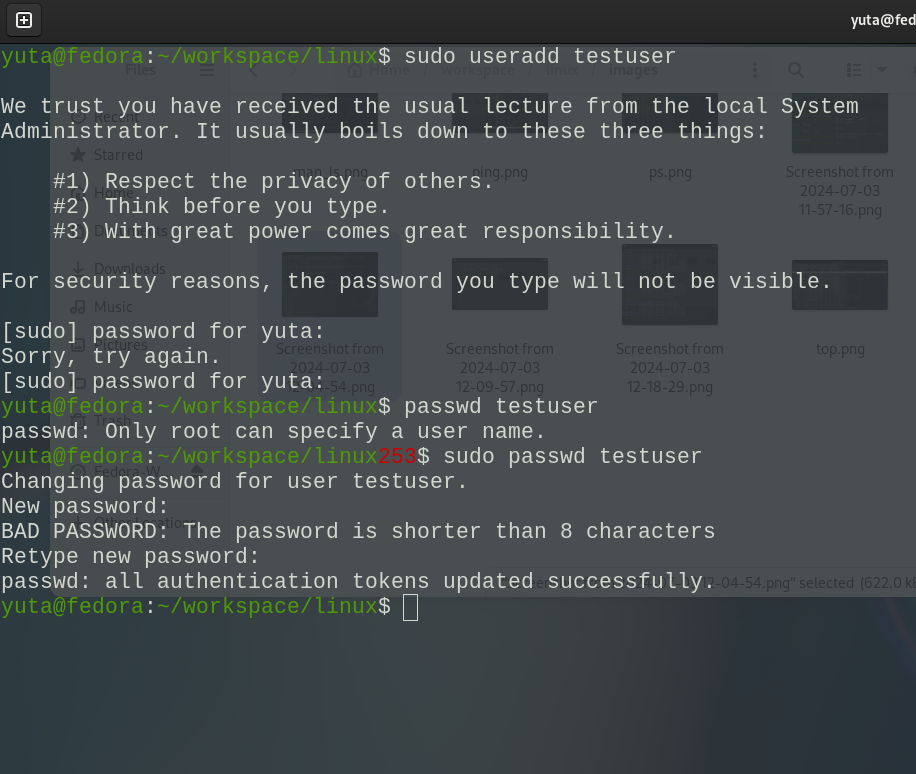 yuta@fed
yuta@fedora:~/workspace/linux$ sudo useradd testuser
We trust you have received the usual lecture from the local System
Administrator. It usually boils down to these three things:
#1) Respect the privacy of others.
#2) Think before you type.
#3) With great power comes great responsibility.
For security reasons, the password you type will not be visible.
[sudo] password for yuta:
Sorry, try again.
[sudo] password for yuta:
yuta@fedora:~/workspace/linux$ passwd testuser
passwd: Only root can specify a user name.
yuta@fedora:~/workspace/linux253$ sudo passwd testuser
Changing password for user testuser.
New password:
BAD PASSWORD: The password is shorter than 8 characters
Retype new password:
passwd: all authentication tokens updated successfully.
yuta@fedora:~/workspace/linux$
Files
Home / workspace / linux / images
Recent
Starred
Home
Downloads
Music
Pictures
Trash
Fedora-W
Other Locations
man_ls.png
ning.png
ps.png
Screenshot from
2024-07-03
11-57-16.png
Screenshot from
2024-07-03
-54.png
Screenshot from
2024-07-03
12-09-57.png
Screenshot from
2024-07-03
12-18-29.png
top.png
12-04-54.png" selected (622.0 kB